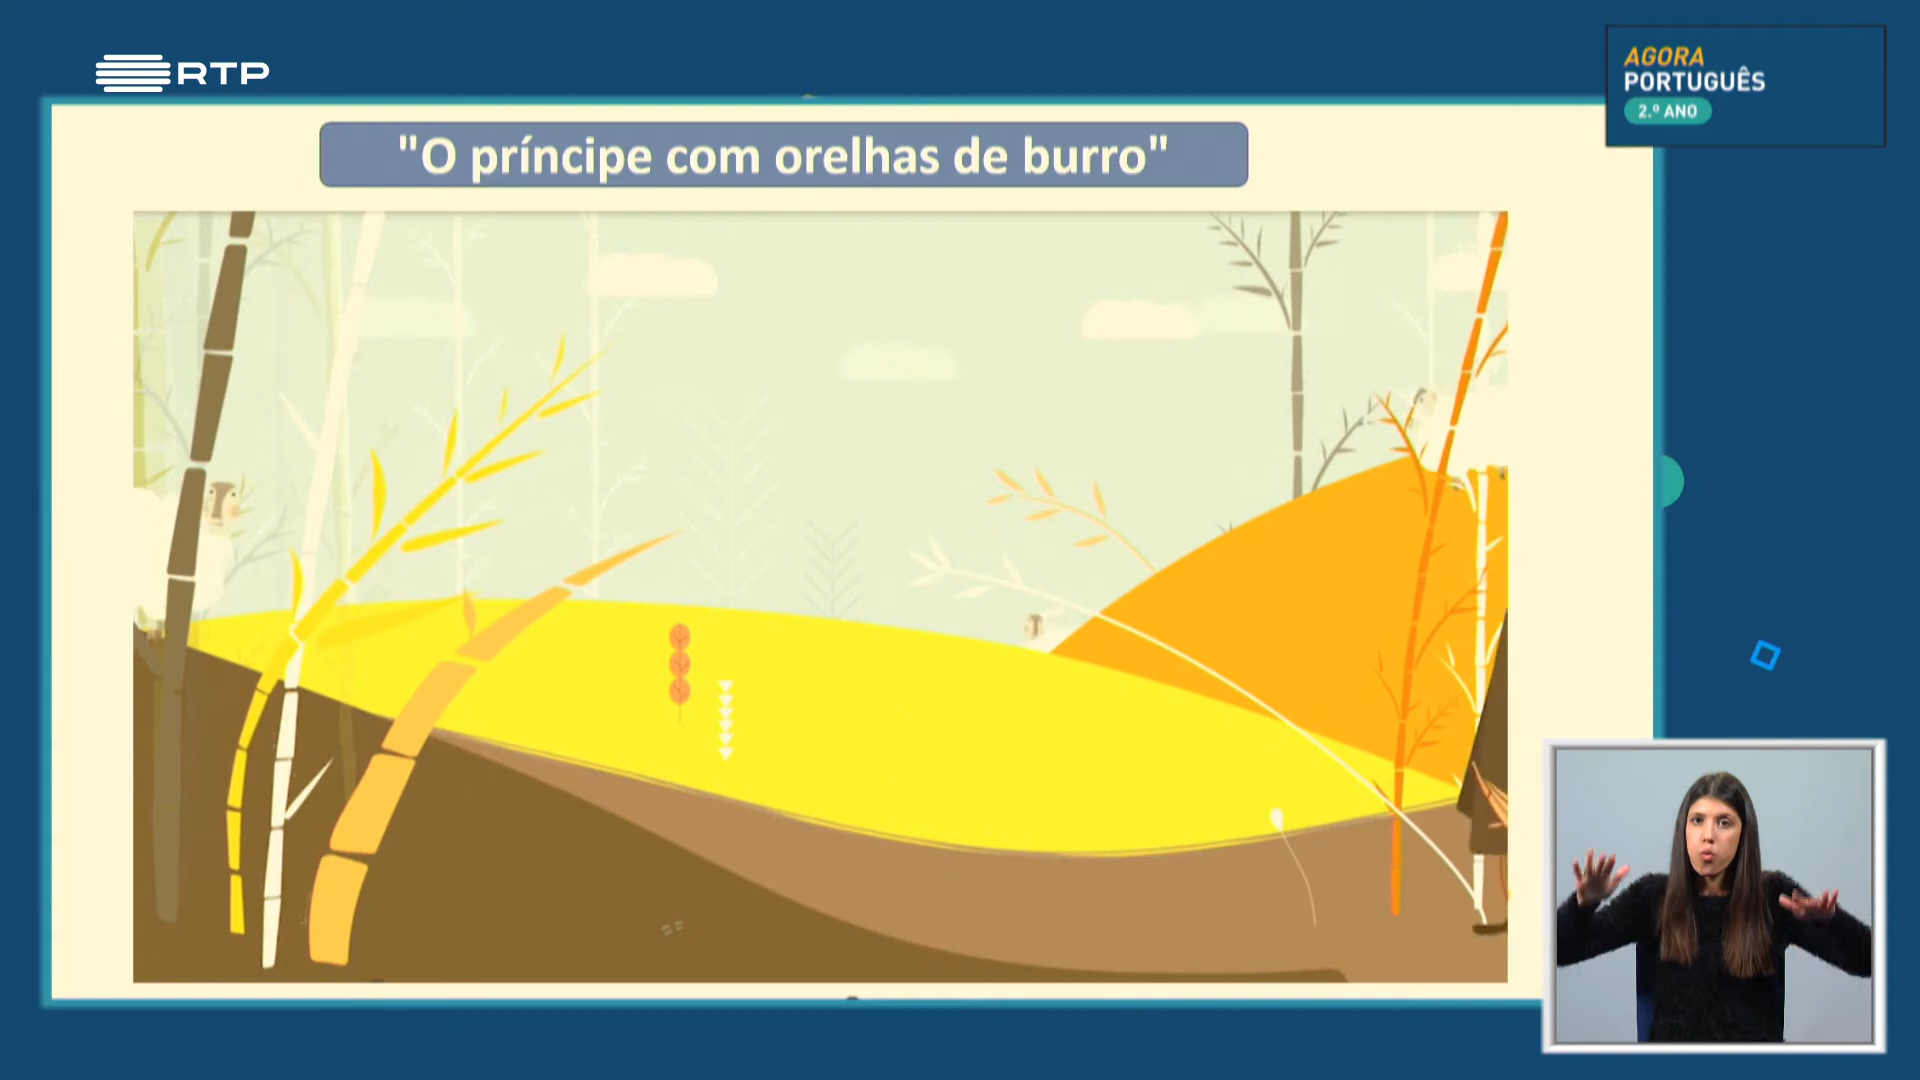 RTP
AGORA
PORTUGUÊS
2.º ANO
"O príncipe com orelhas de burro"